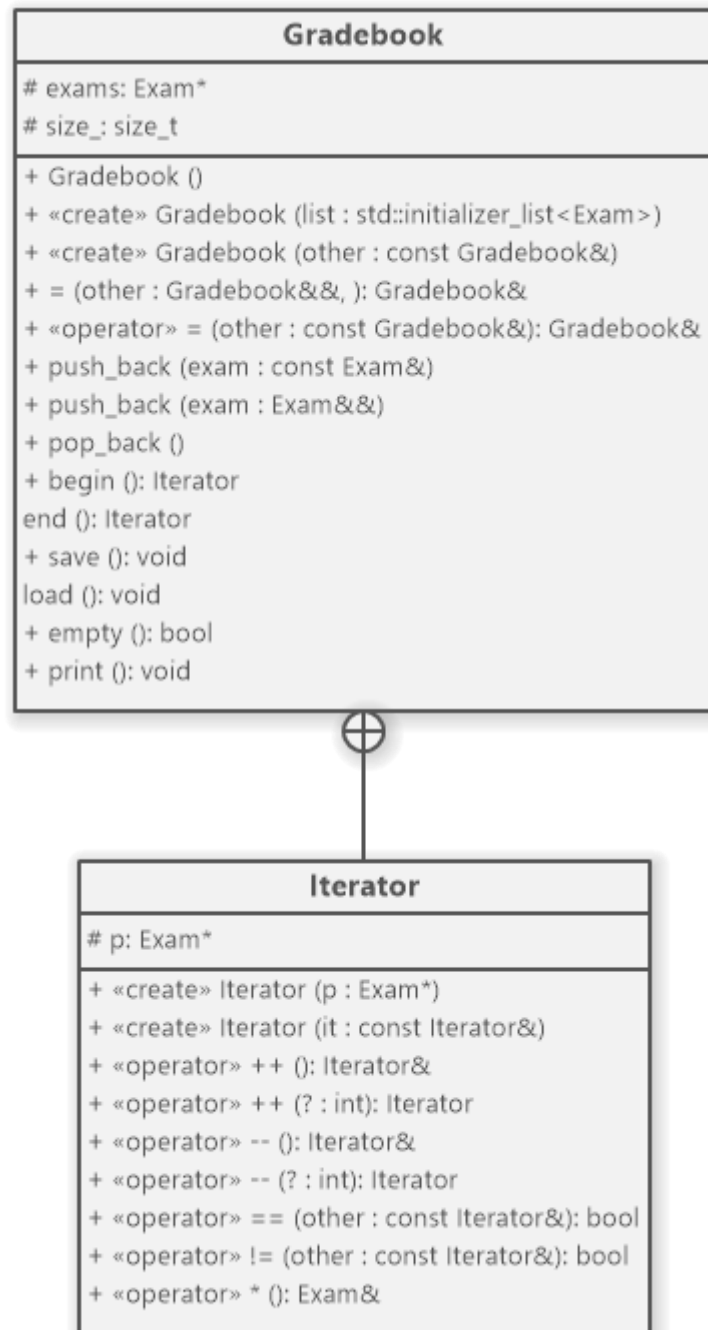 Gradebook
# exams: Exam*
# size_: size_t
+ Gradebook ()
+ «create» Gradebook (list : std::initializer_list<Exam>)
+ «create» Gradebook (other : const Gradebook&)
+ = (other : Gradebook&&, ): Gradebook&
+ «operator» = (other : const Gradebook&): Gradebook&
+ push_back (exam : const Exam&)
+ push_back (exam : Exam&&)
+ pop_back ()
+ begin (): Iterator
end (): Iterator
+ save (): void
load (): void
+ empty (): bool
+ print (): void
Iterator
# p: Exam*
+ «create» Iterator (p : Exam*)
+ «create» Iterator (it : const Iterator&)
+ «operator» ++ (): Iterator&
+ «operator» ++ (? : int): Iterator
+ «operator» -- (): Iterator&
+ «operator» -- (? : int): Iterator
+ «operator» == (other : const Iterator&): bool
+ «operator» != (other : const Iterator&): bool
+ «operator» * (): Exam&